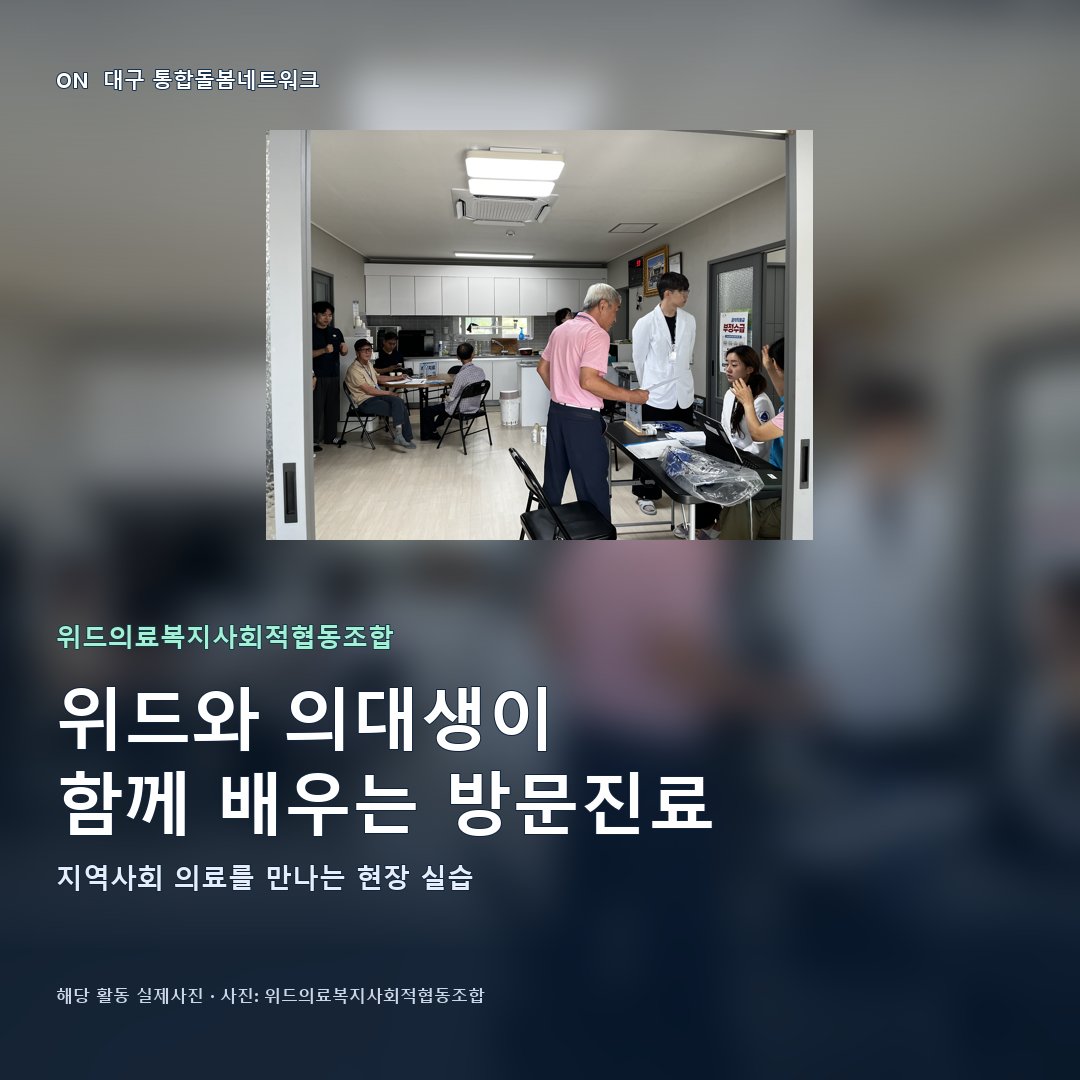 ON 대구 통합돌봄네트워크
부정수급
위드의료복지사회적협동조합
위드와 의대생이
함께 배우는 방문진료
지역사회 의료를 만나는 현장 실습
해당 활동 실제사진 · 사진: 위드의료복지사회적협동조합